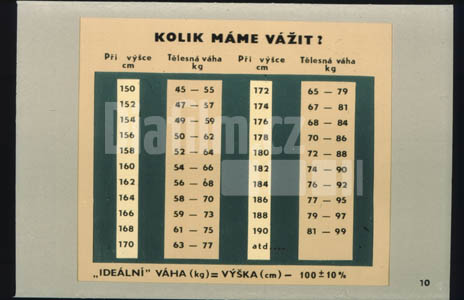 KOLIK MÁME VÁŽIT?
Při výšce cm Tělesná váha kg Při výšce cm Tělesná váha kg
150 45 — 55 172 65 — 79
152 47 — 57 174 67 — 81
154 49 — 59 176 68 — 84
156 50 — 62 178 70 — 86
158 52 — 64 180 72 — 88
160 54 — 66 182 74 — 90
162 56 — 68 184 76 — 92
164 58 — 70 186 77 — 95
166 59 — 73 188 79 — 97
168 61 — 75 190 81 — 99
170 63 — 77 atd....
„IDEÁLNÍ" VÁHA (kg) = VÝŠKA (cm) — 100 ± 10%
10